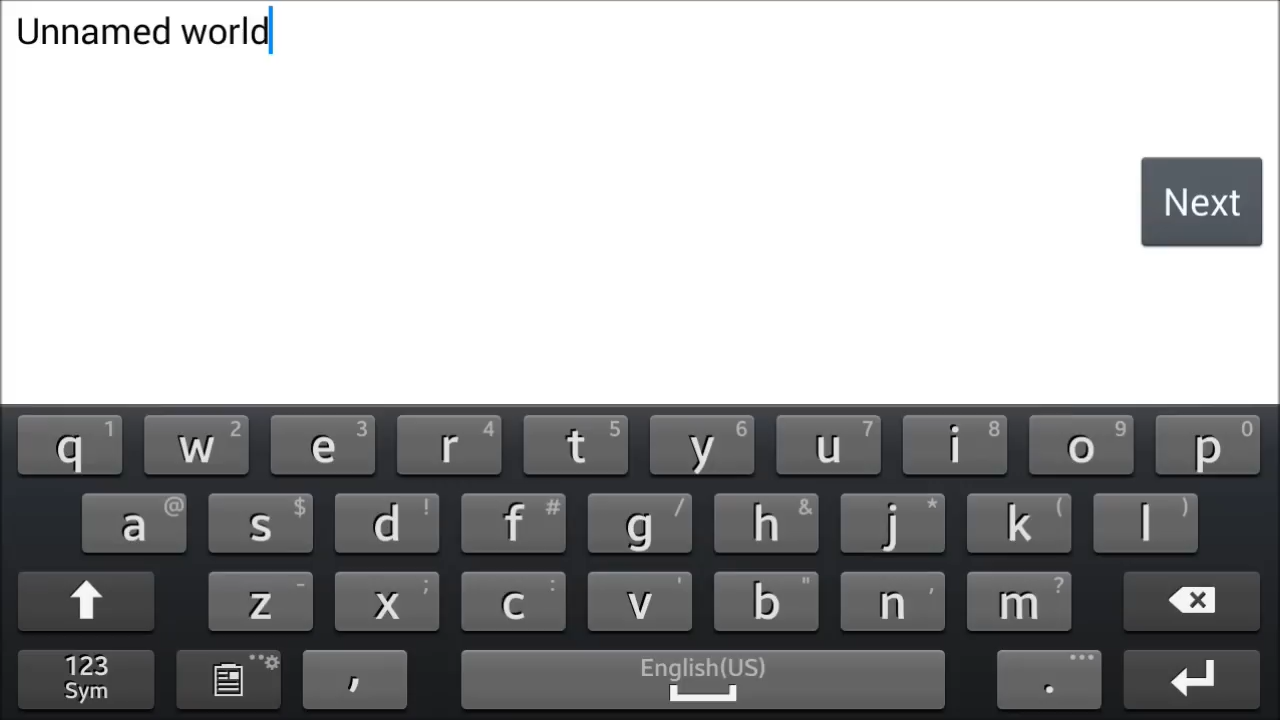 Unnamed world
Next
q 1 w 2 e 3 r 4 t 5 y 6 u 7 i 8 o 9 p 0
a @ s $ d ! f # g / h & j * k ( l )
z - x ; c : v ' b " n , m ?
123
Sym
,
English(US)
. ...